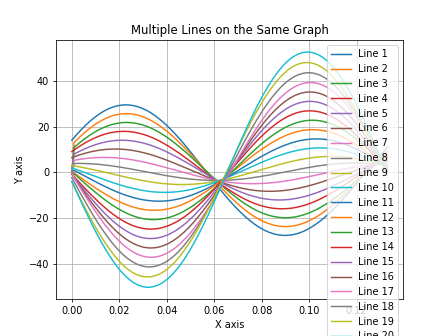 Multiple Lines on the Same Graph
Y axis
40
20
0
−20
−40
0.00
0.02
0.04
0.06
0.08
0.10
X axis
Line 1
Line 2
Line 3
Line 4
Line 5
Line 6
Line 7
Line 8
Line 9
Line 10
Line 11
Line 12
Line 13
Line 14
Line 15
Line 16
Line 17
Line 18
Line 19
Line 20